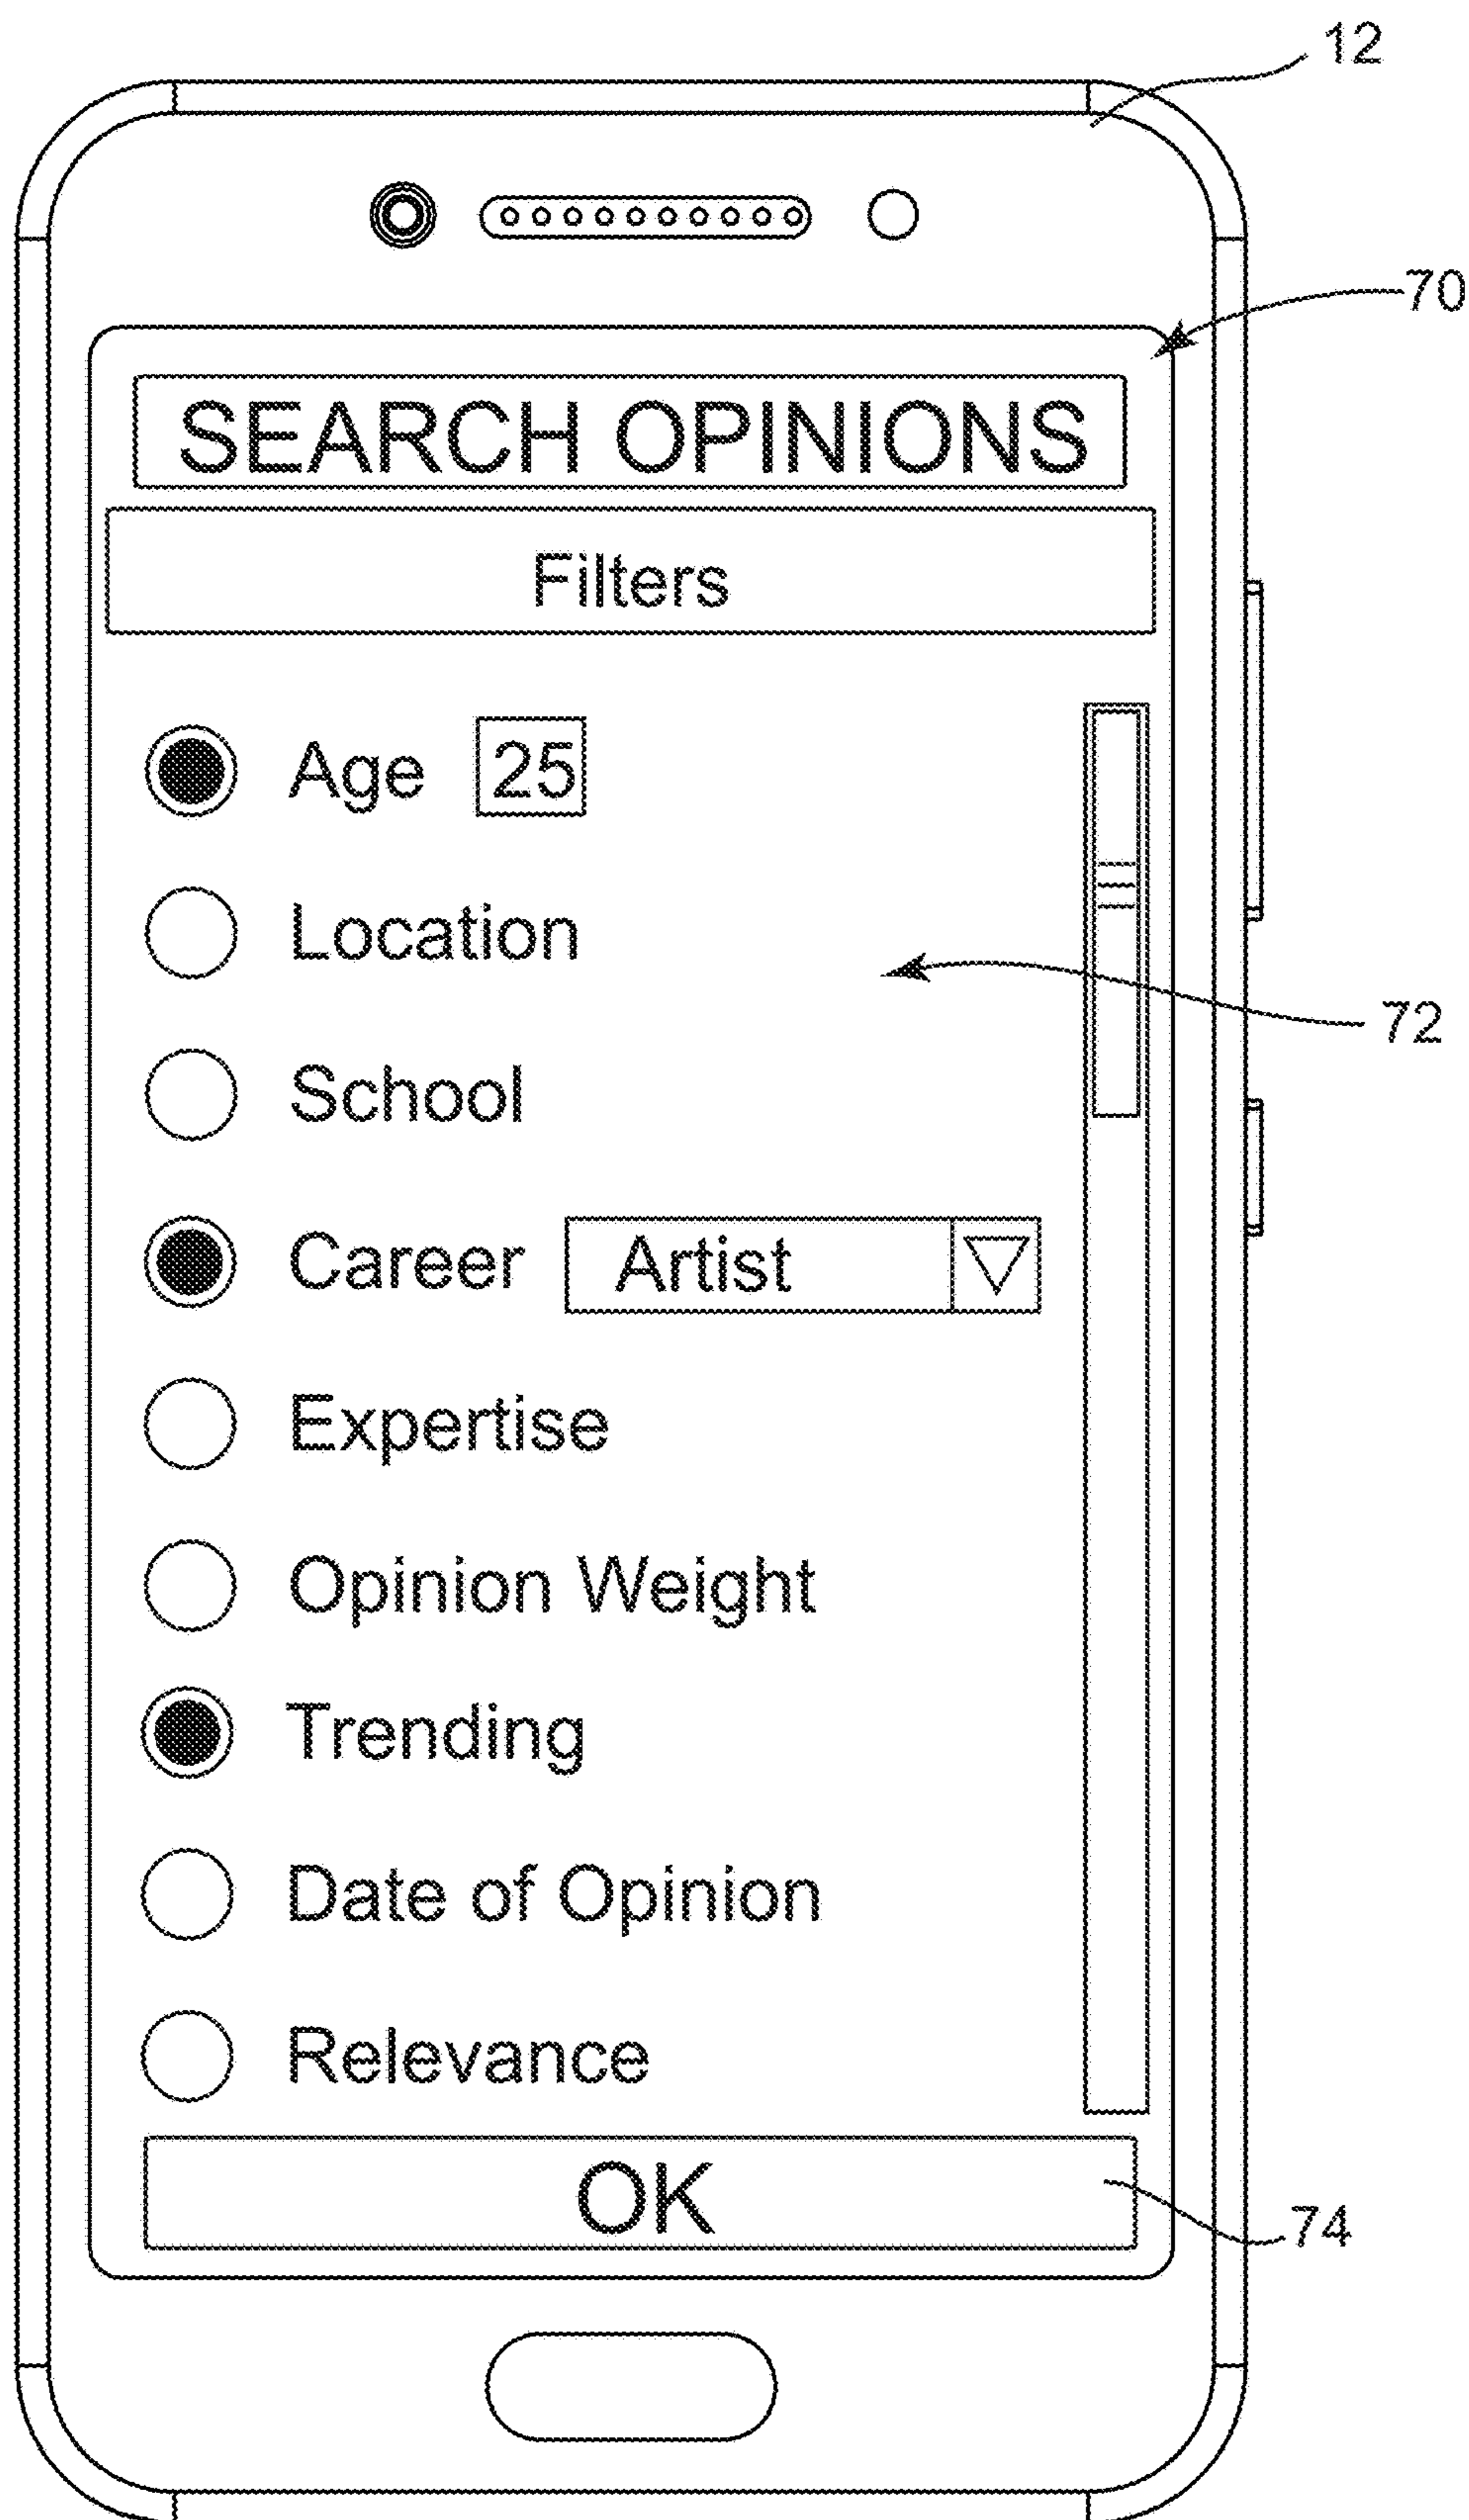 12
70
SEARCH OPINIONS
Filters
Age 25
Location
72
School
Career Artist
Expertise
Opinion Weight
Trending
Date of Opinion
Relevance
OK
74